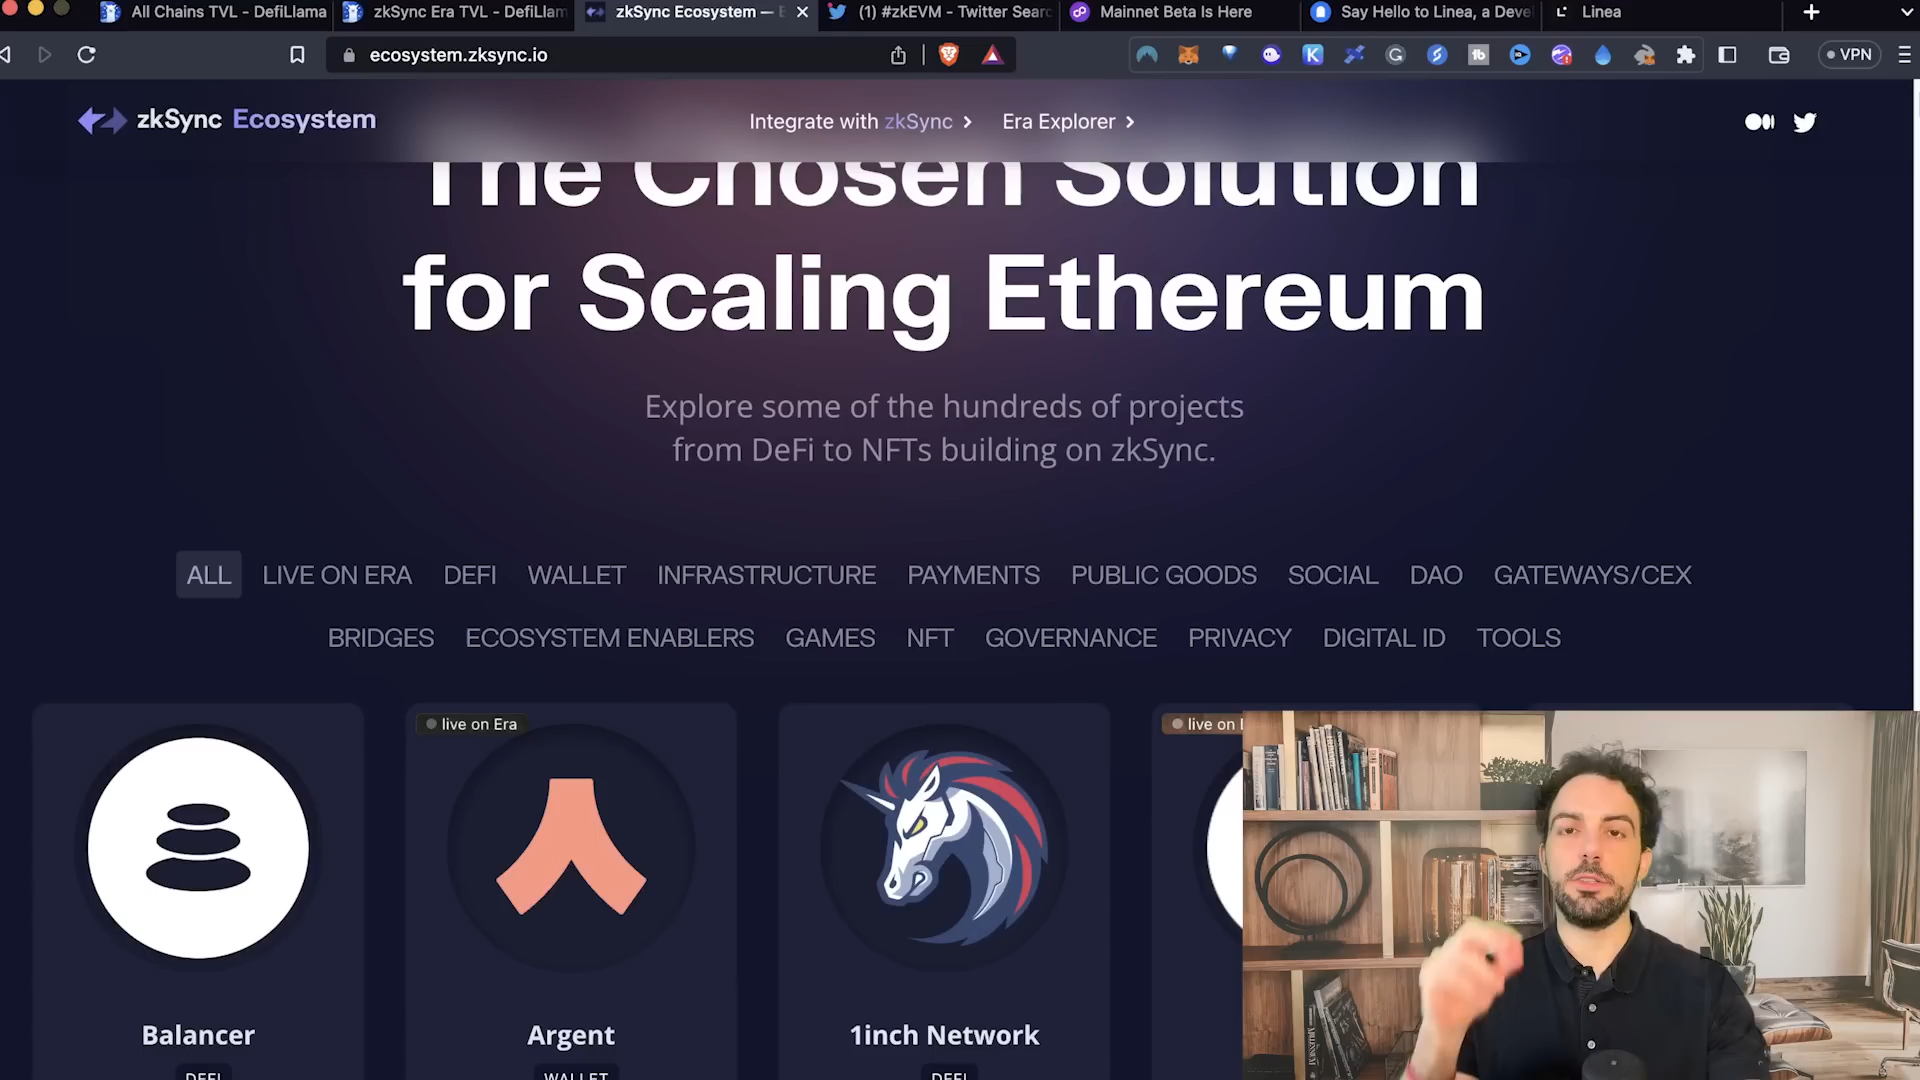 All Chains TVL - DefiLlama
zkSync Era TVL - DefiLlam
zkSync Ecosystem — E
(1) #zkEVM - Twitter Searc
Mainnet Beta Is Here
Say Hello to Linea, a Deve
Linea
ecosystem.zksync.io
VPN
zkSync Ecosystem
Integrate with zkSync
Era Explorer
The Chosen Solution
for Scaling Ethereum
Explore some of the hundreds of projects
from DeFi to NFTs building on zkSync.
ALL LIVE ON ERA DEFI WALLET INFRASTRUCTURE PAYMENTS PUBLIC GOODS SOCIAL DAO GATEWAYS/CEX
BRIDGES ECOSYSTEM ENABLERS GAMES NFT GOVERNANCE PRIVACY DIGITAL ID TOOLS
live on Era
live on
Balancer
Argent
1inch Network
DEFI
WALLET
DEFI